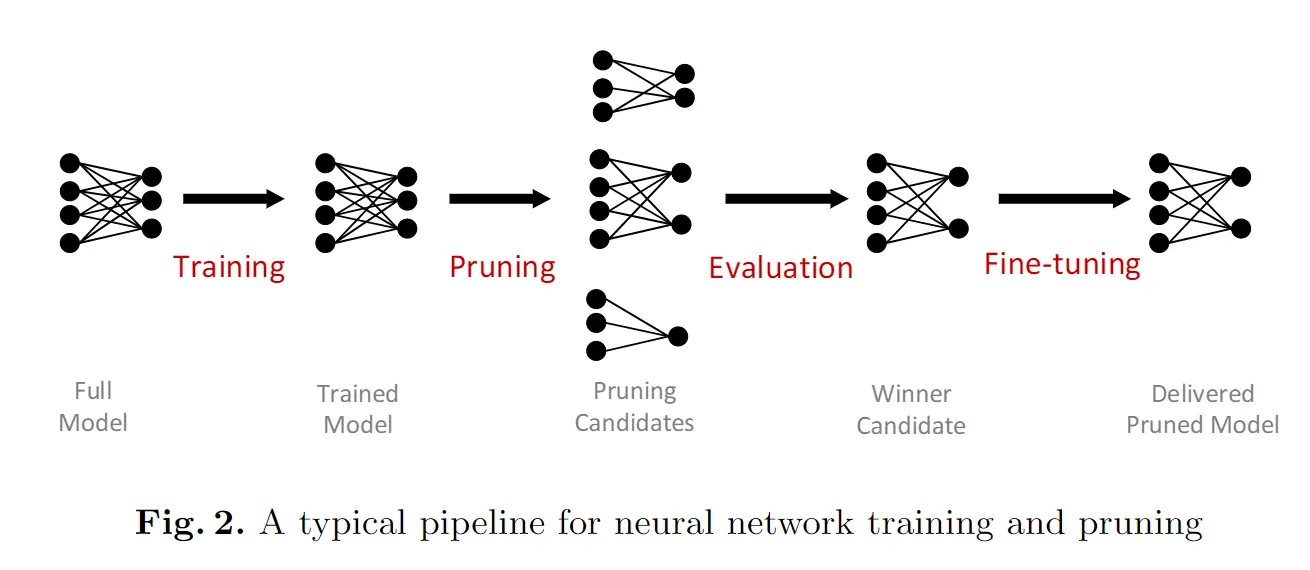 Training
Pruning
Evaluation
Fine-tuning
Full
Model
Trained
Model
Pruning
Candidates
Winner
Candidate
Delivered
Pruned Model
Fig. 2. A typical pipeline for neural network training and pruning